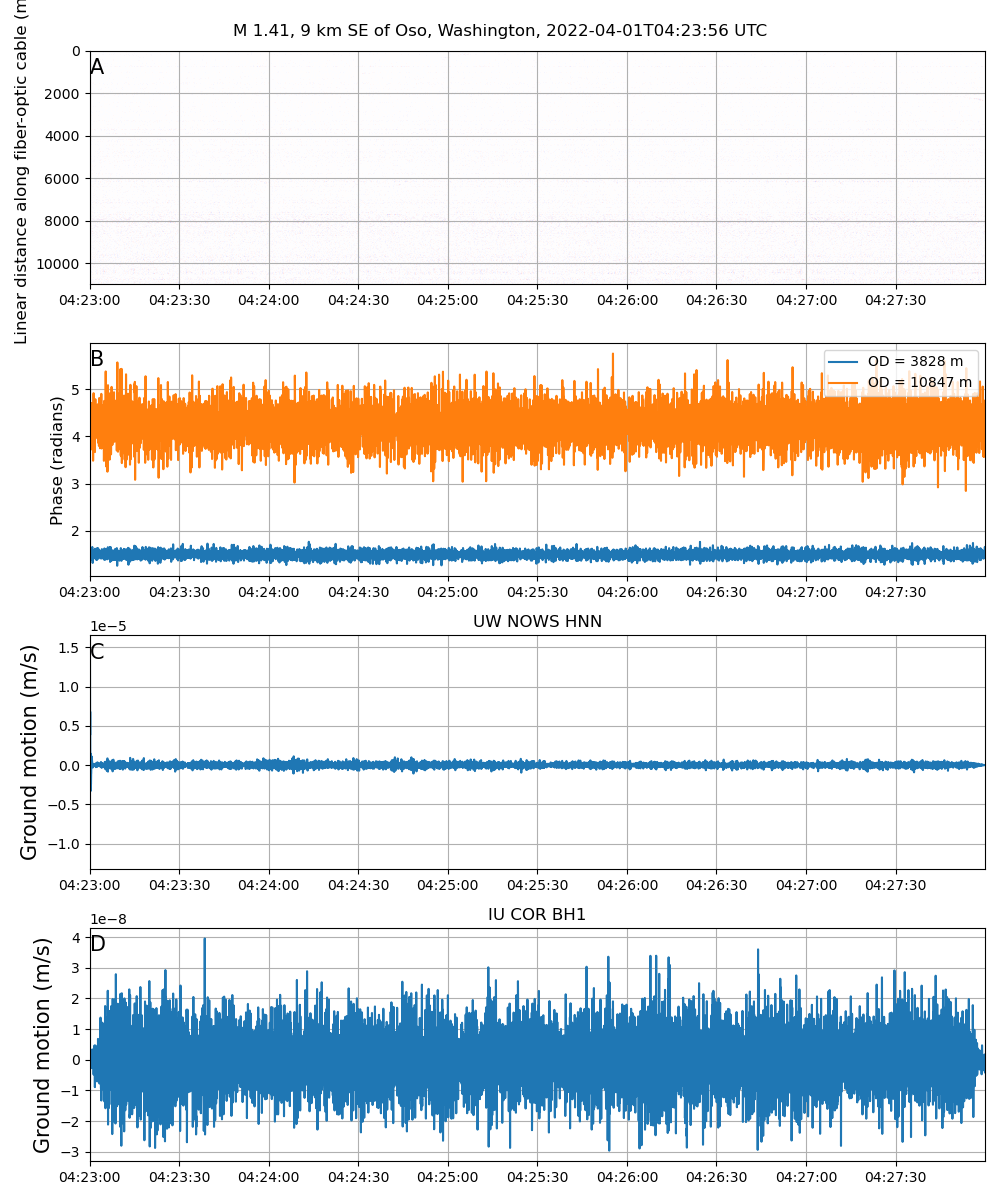 M 1.41, 9 km SE of Oso, Washington, 2022-04-01T04:23:56 UTC
Linear distance along fiber-optic cable (m
A
0
2000
4000
6000
8000
10000
04:23:00 04:23:30 04:24:00 04:24:30 04:25:00 04:25:30 04:26:00 04:26:30 04:27:00 04:27:30
B
OD = 3828 m
OD = 10847 m
Phase (radians)
5
4
3
2
04:23:00 04:23:30 04:24:00 04:24:30 04:25:00 04:25:30 04:26:00 04:26:30 04:27:00 04:27:30
UW NOWS HNN
1e−5
C
Ground motion (m/s)
1.5
1.0
0.5
0.0
−0.5
−1.0
04:23:00 04:23:30 04:24:00 04:24:30 04:25:00 04:25:30 04:26:00 04:26:30 04:27:00 04:27:30
IU COR BH1
1e−8
D
Ground motion (m/s)
4
3
2
1
0
−1
−2
−3
04:23:00 04:23:30 04:24:00 04:24:30 04:25:00 04:25:30 04:26:00 04:26:30 04:27:00 04:27:30